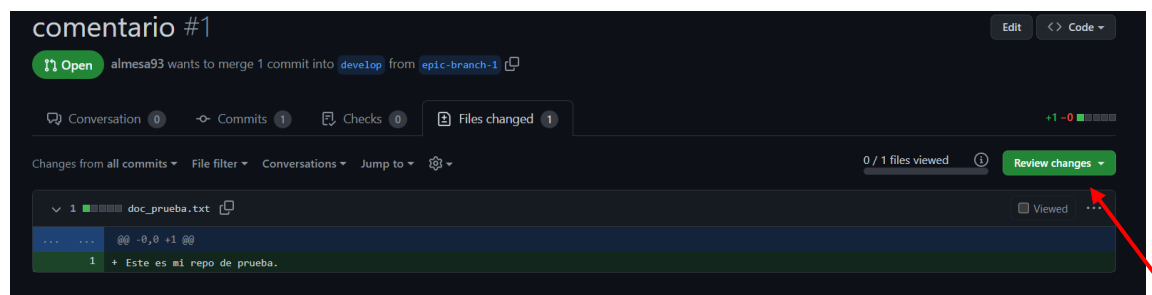 comentario #1
Edit
<> Code
Open
almesa93 wants to merge 1 commit into develop from epic-branch-1
Conversation 0
Commits 1
Checks 0
Files changed 1
+1 −0
Changes from all commits File filter Conversations Jump to
0 / 1 files viewed
Review changes
1 doc_prueba.txt
Viewed
...
... ... @@ -0,0 +1 @@
1 + Este es mi repo de prueba.